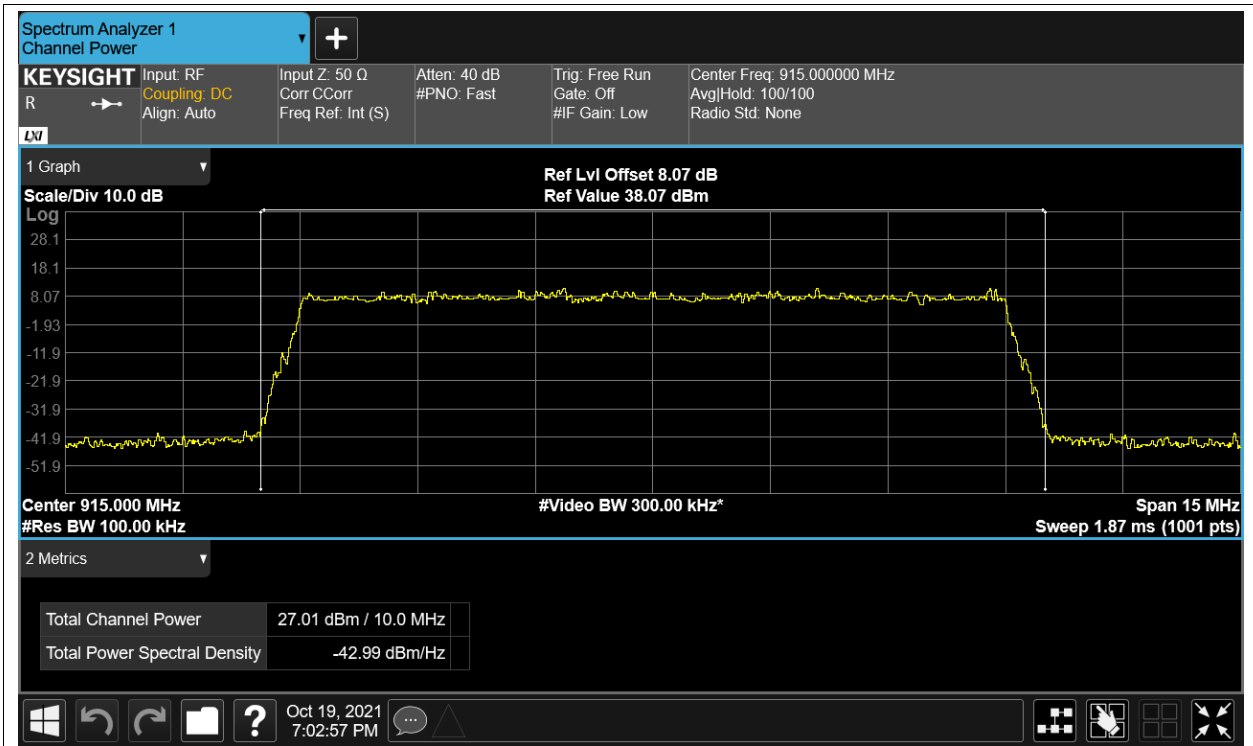 Spectrum Analyzer 1
Channel Power
▼
+
KEYSIGHT Input: RF Input Z: 50 Ω Atten: 40 dB Trig: Free Run Center Freq: 915.000000 MHz
R Coupling: DC Corr CCorr #PNO: Fast Gate: Off Avg|Hold: 100/100
Align: Auto Freq Ref: Int (S) #IF Gain: Low Radio Std: None
LXI
1 Graph ▼
Ref Lvl Offset 8.07 dB
Scale/Div 10.0 dB Ref Value 38.07 dBm
Log
28.1
18.1
8.07
-1.93
-11.9
-21.9
-31.9
-41.9
-51.9
Center 915.000 MHz #Video BW 300.00 kHz* Span 15 MHz
#Res BW 100.00 kHz Sweep 1.87 ms (1001 pts)
2 Metrics ▼
Total Channel Power 27.01 dBm / 10.0 MHz
Total Power Spectral Density -42.99 dBm/Hz
? Oct 19, 2021
7:02:57 PM